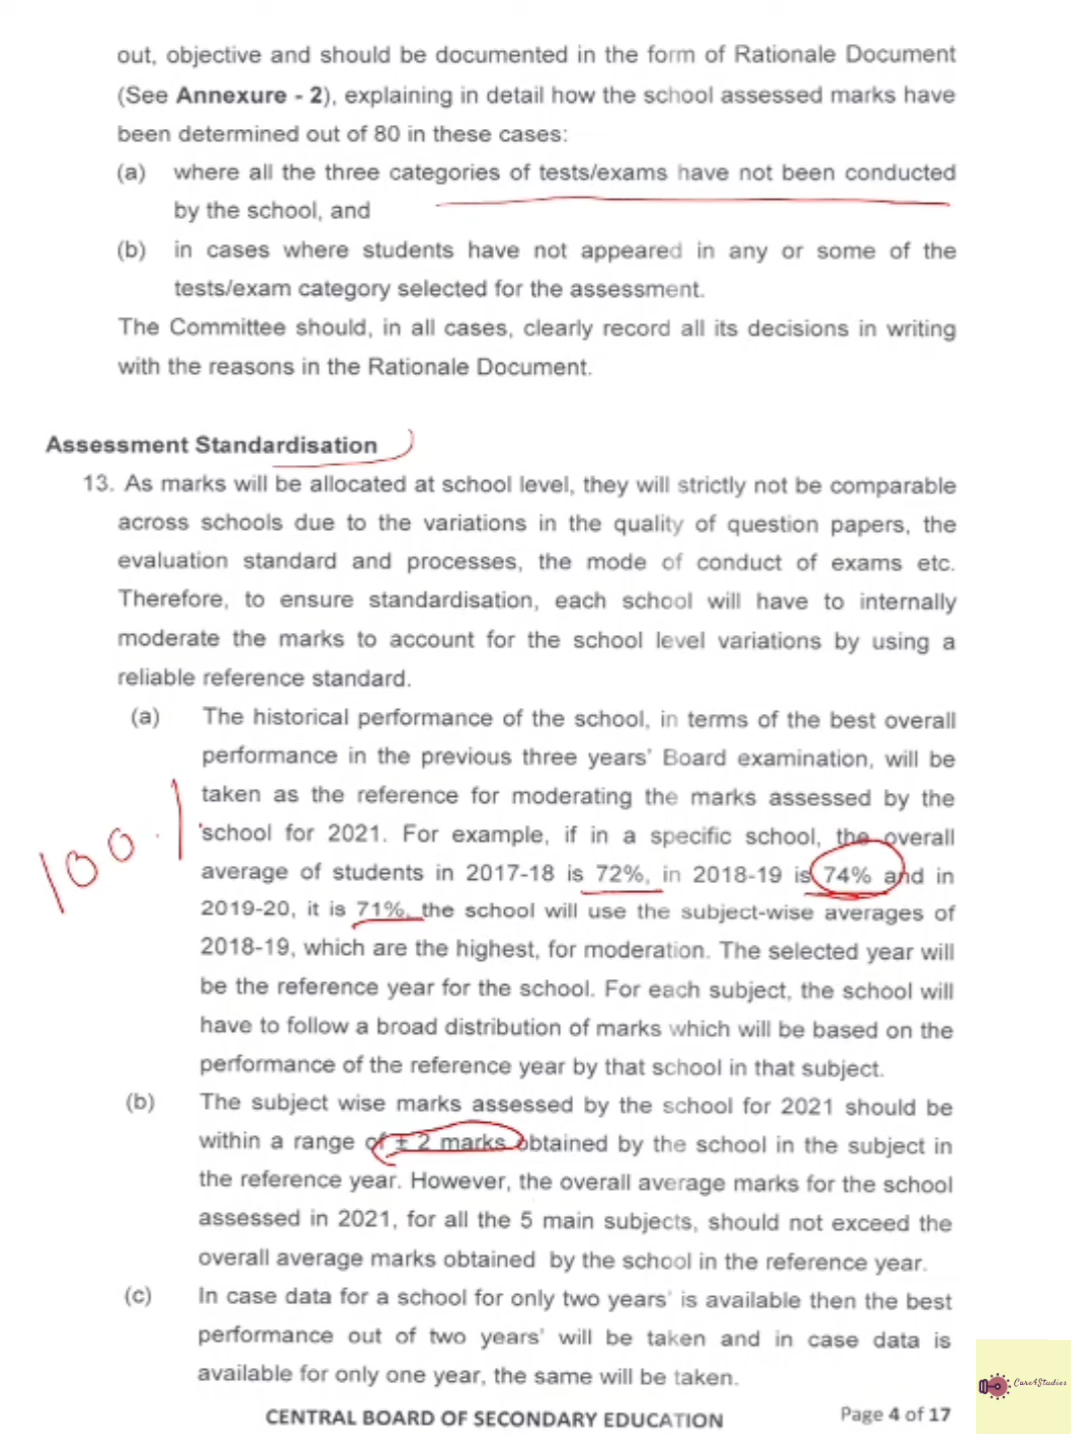 out, objective and should be documented in the form of Rationale Document
(See Annexure - 2), explaining in detail how the school assessed marks have
been determined out of 80 in these cases:
(a) where all the three categories of tests/exams have not been conducted
by the school, and
(b) in cases where students have not appeared in any or some of the
tests/exam category selected for the assessment.
The Committee should, in all cases, clearly record all its decisions in writing
with the reasons in the Rationale Document.
Assessment Standardisation
13. As marks will be allocated at school level, they will strictly not be comparable
across schools due to the variations in the quality of question papers, the
evaluation standard and processes, the mode of conduct of exams etc.
Therefore, to ensure standardisation, each school will have to internally
moderate the marks to account for the school level variations by using a
reliable reference standard.
(a) The historical performance of the school, in terms of the best overall
performance in the previous three years' Board examination, will be
taken as the reference for moderating the marks assessed by the
school for 2021. For example, if in a specific school, the overall
100.
average of students in 2017-18 is 72%, in 2018-19 is 74% and in
2019-20, it is 71%, the school will use the subject-wise averages of
2018-19, which are the highest, for moderation. The selected year will
be the reference year for the school. For each subject, the school will
have to follow a broad distribution of marks which will be based on the
performance of the reference year by that school in that subject.
(b) The subject wise marks assessed by the school for 2021 should be
within a range of ± 2 marks obtained by the school in the subject in
the reference year. However, the overall average marks for the school
assessed in 2021, for all the 5 main subjects, should not exceed the
overall average marks obtained by the school in the reference year.
(c) In case data for a school for only two years' is available then the best
performance out of two years' will be taken and in case data is
available for only one year, the same will be taken.
CENTRAL BOARD OF SECONDARY EDUCATION
Page 4 of 17
Care4Studies